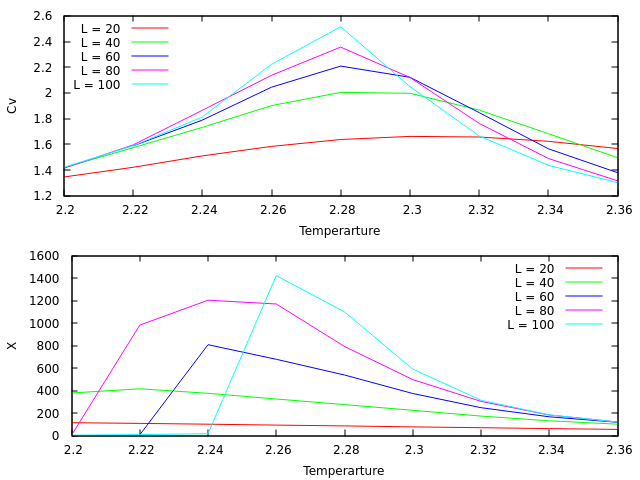 2.6
2.4
2.2
2
1.8
1.6
1.4
1.2
Cv
L = 20
L = 40
L = 60
L = 80
L = 100
2.2 2.22 2.24 2.26 2.28 2.3 2.32 2.34 2.36
Temperarture
1600
1400
1200
1000
800
600
400
200
0
X
L = 20
L = 40
L = 60
L = 80
L = 100
2.2 2.22 2.24 2.26 2.28 2.3 2.32 2.34 2.36
Temperarture